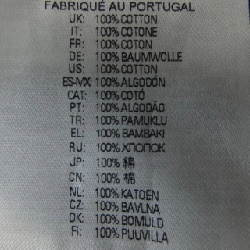 FABRIQUÉ AU PORTUGAL
UK: 100% COTTON
IT: 100% COTONE
FR: 100% COTON
DE: 100% BAUMWOLLE
US: 100% COTTON
ES-MX 100% ALGODÓN
CAT: 100% COTÓ
PT: 100% ALGODÃO
TR: 100% PAMUKLU
EL: 100% BAMBAKI
RU: 100% ХЛОПОК
JP: 100% 綿
CN: 100% 棉
NL: 100% KATOEN
CZ: 100% BAVLNA
DK: 100% BOMULD
FI: 100% PUUVILLA